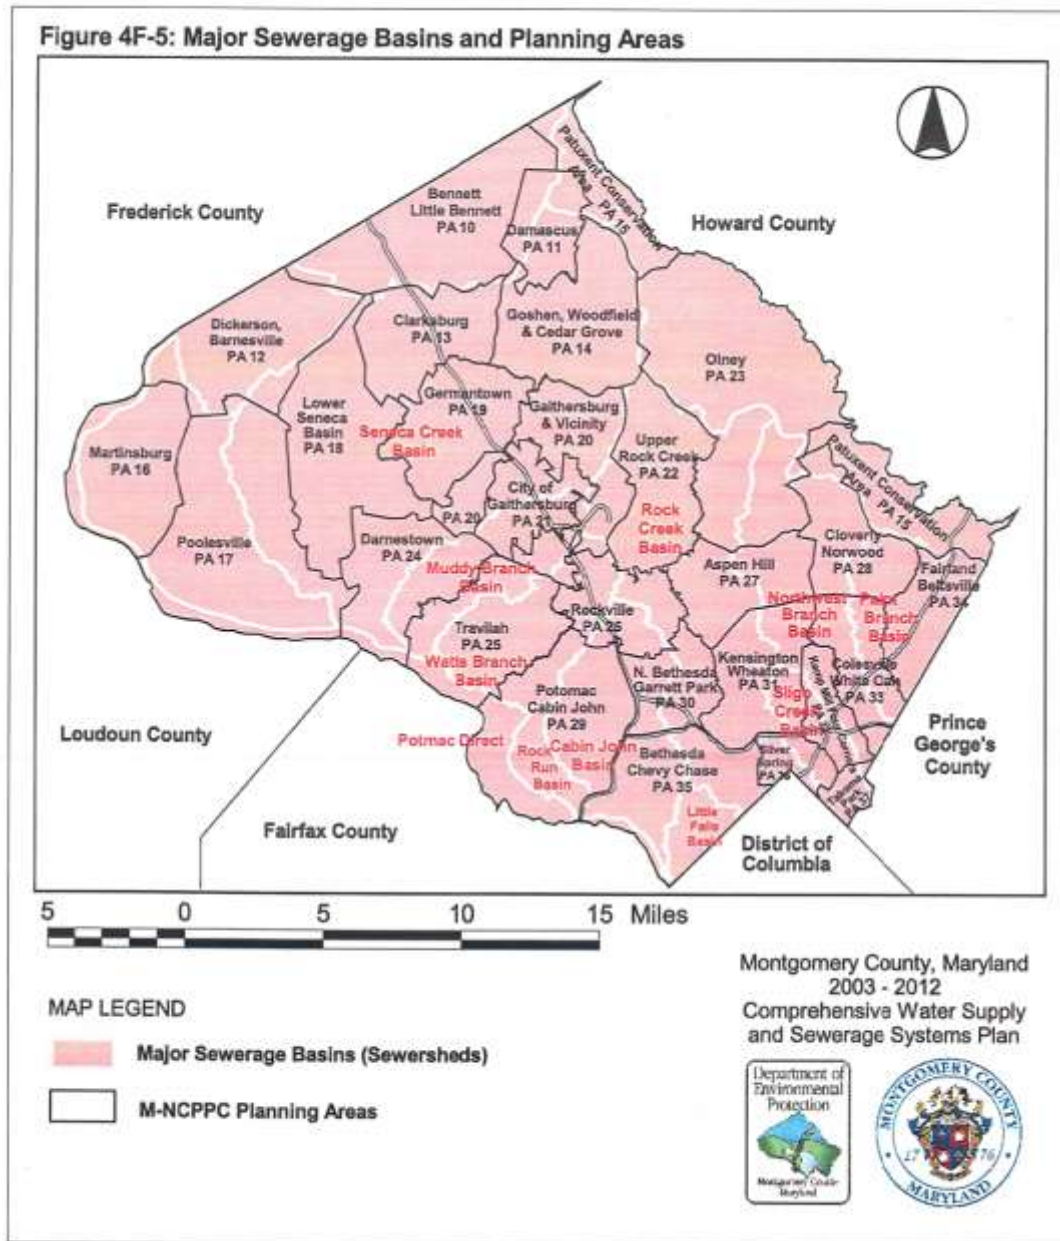 Figure 4F-5: Major Sewerage Basins and Planning Areas
Frederick County
Howard County
Patuxent Conservation
Area
PA 15
Bennett
Little Bennett
PA 10
Damascus
PA 11
Dickerson,
Barnesville
PA 12
Clarksburg
PA 13
Goshen, Woodfield
& Cedar Grove
PA 14
Olney
PA 23
Germantown
PA 19
Gaithersburg
& Vicinity
PA 20
Lower
Seneca
Basin
PA 18
Seneca Creek
Basin
Upper
Rock Creek
PA 22
Martinsburg
PA 16
Patuxent Conservation
Area
PA 15
City of
Gaithersburg
PA 21
PA 20
Rock
Creek
Basin
Poolesville
PA 17
Darnestown
PA 24
Cloverly
Norwood
PA 28
Aspen Hill
PA 27
Fairland
Beltsville
PA 34
Muddy Branch
Basin
Northwest
Branch
Basin
Branch
Basin
Rockville
PA 26
Travilah
PA 25
Watts Branch
Basin
Kensington
Wheaton
PA 31
N. Bethesda
Garrett Park
PA 30
Colesville
White Oak
PA 33
Sligo
Creek
Basin
Kemp Mill
Potomac
Cabin John
PA 29
Loudoun County
Potmac Direct
Rock
Run
Basin
Cabin John
Basin
Bethesda
Chevy Chase
PA 35
Silver
Spring
Prince
George's
County
Little
Falls
Basin
Fairfax County
District of
Columbia
5 0 5 10 15 Miles
MAP LEGEND
Major Sewerage Basins (Sewersheds)
M-NCPPC Planning Areas
Montgomery County, Maryland
2003 - 2012
Comprehensive Water Supply
and Sewerage Systems Plan
Department of
Environmental
Protection
Montgomery County
Maryland
MONTGOMERY COUNTY
17 76
MARYLAND